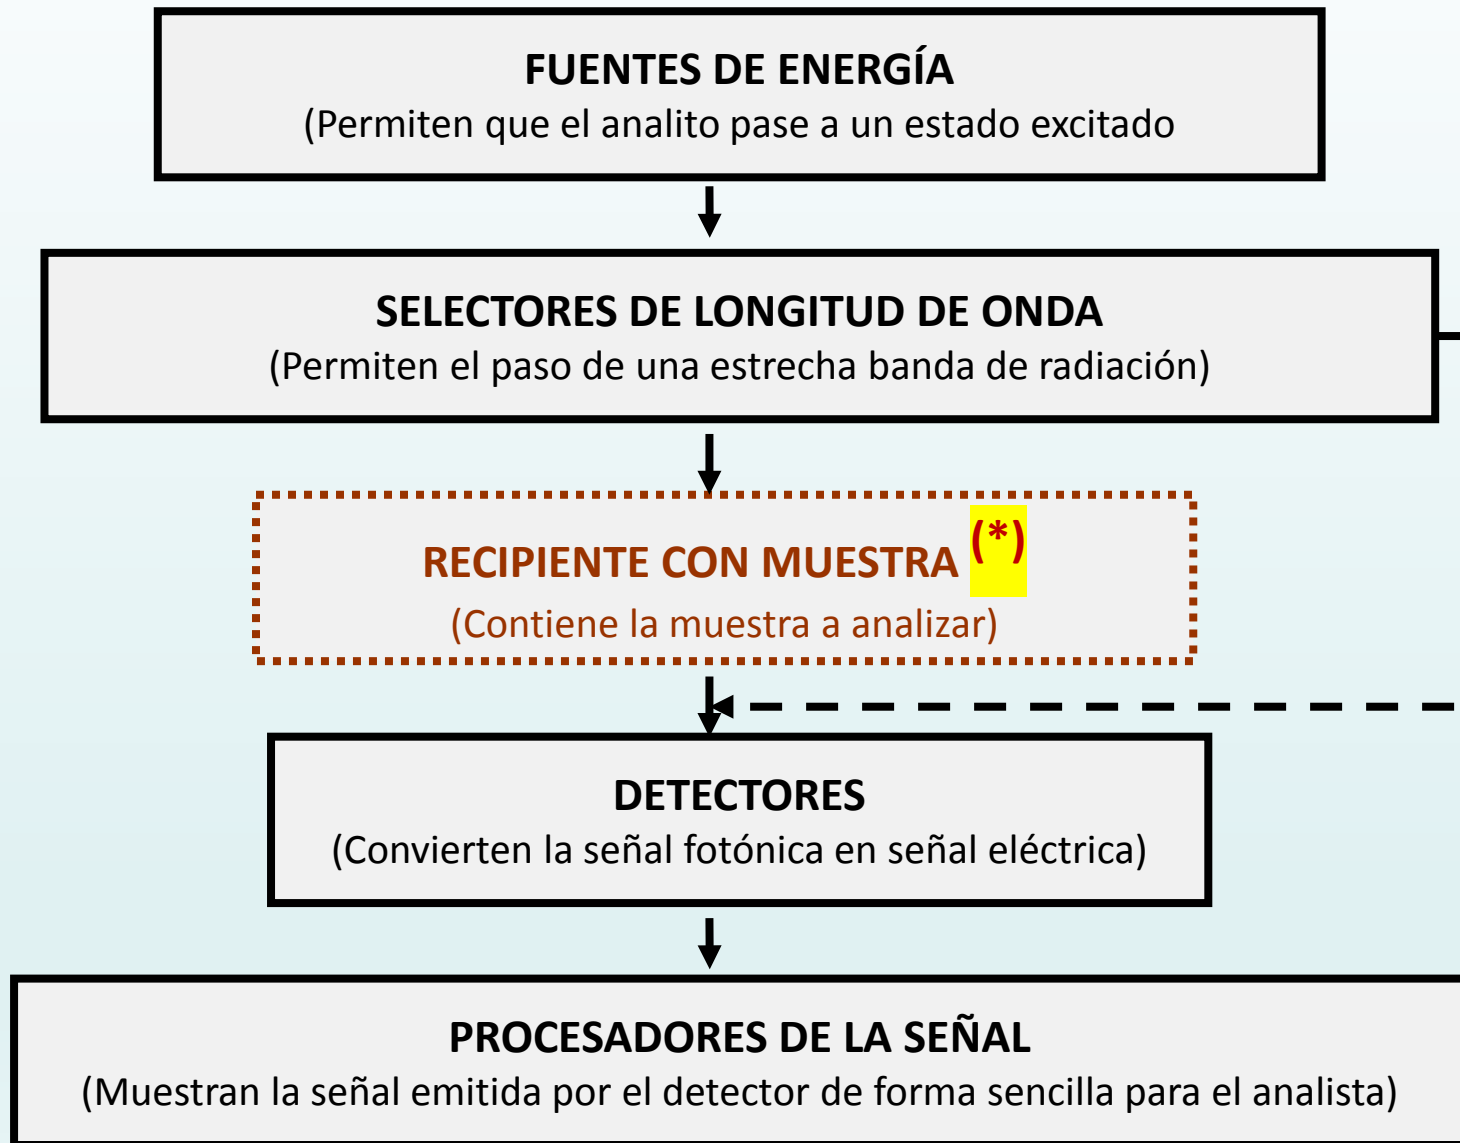 FUENTES DE ENERGÍA
(Permiten que el analito pase a un estado excitado
SELECTORES DE LONGITUD DE ONDA
(Permiten el paso de una estrecha banda de radiación)
RECIPIENTE CON MUESTRA (*)
(Contiene la muestra a analizar)
DETECTORES
(Convierten la señal fotónica en señal eléctrica)
PROCESADORES DE LA SEÑAL
(Muestran la señal emitida por el detector de forma sencilla para el analista)